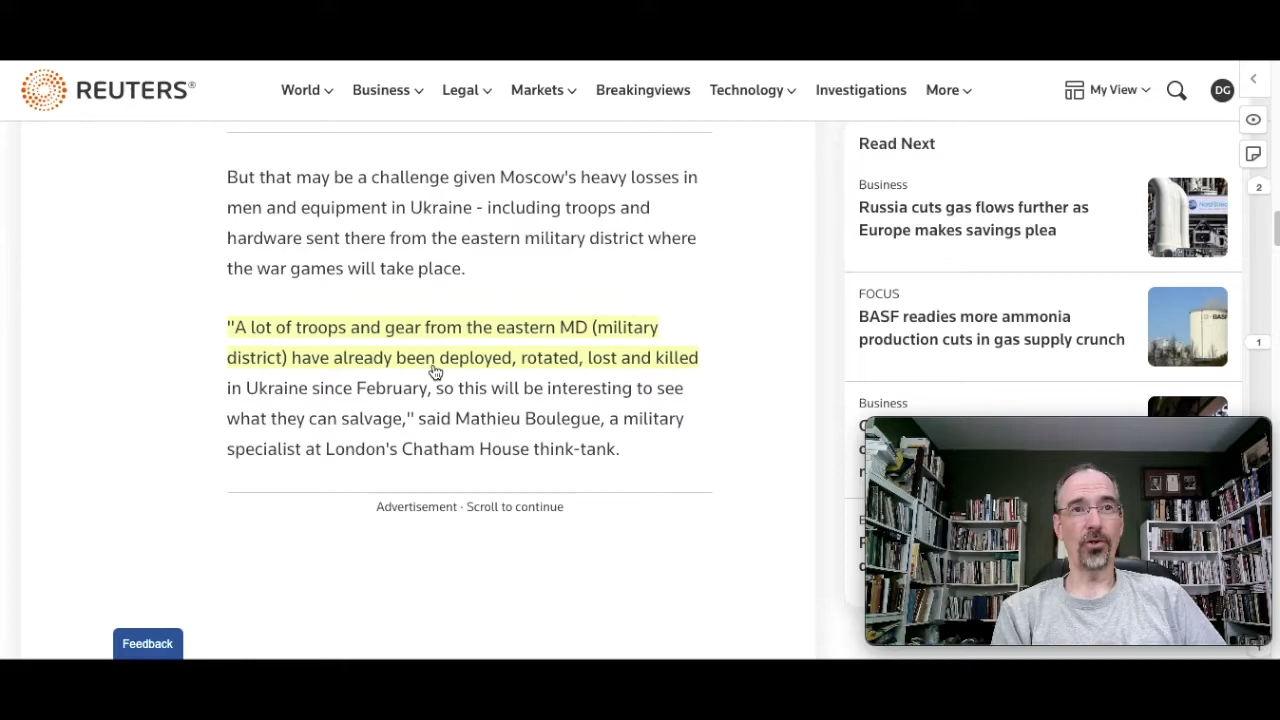 REUTERS®
World
Business
Legal
Markets
Breakingviews
Technology
Investigations
More
My View
DG
But that may be a challenge given Moscow's heavy losses in
men and equipment in Ukraine - including troops and
hardware sent there from the eastern military district where
the war games will take place.
"A lot of troops and gear from the eastern MD (military
district) have already been deployed, rotated, lost and killed
in Ukraine since February, so this will be interesting to see
what they can salvage," said Mathieu Boulegue, a military
specialist at London's Chatham House think-tank.
Advertisement · Scroll to continue
Feedback
Read Next
Business
Russia cuts gas flows further as
Europe makes savings plea
FOCUS
BASF readies more ammonia
production cuts in gas supply crunch
Business
2
1